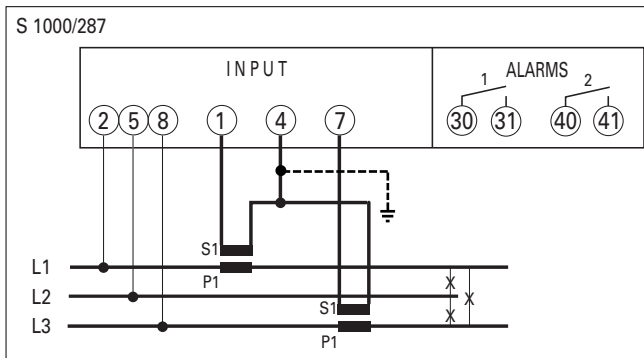 S 1000/287
INPUT
ALARMS
1
2
2 5 8 1 4 7
30 31 40 41
S1
L1
P1
L2
S1
L3
P1
X
X
X